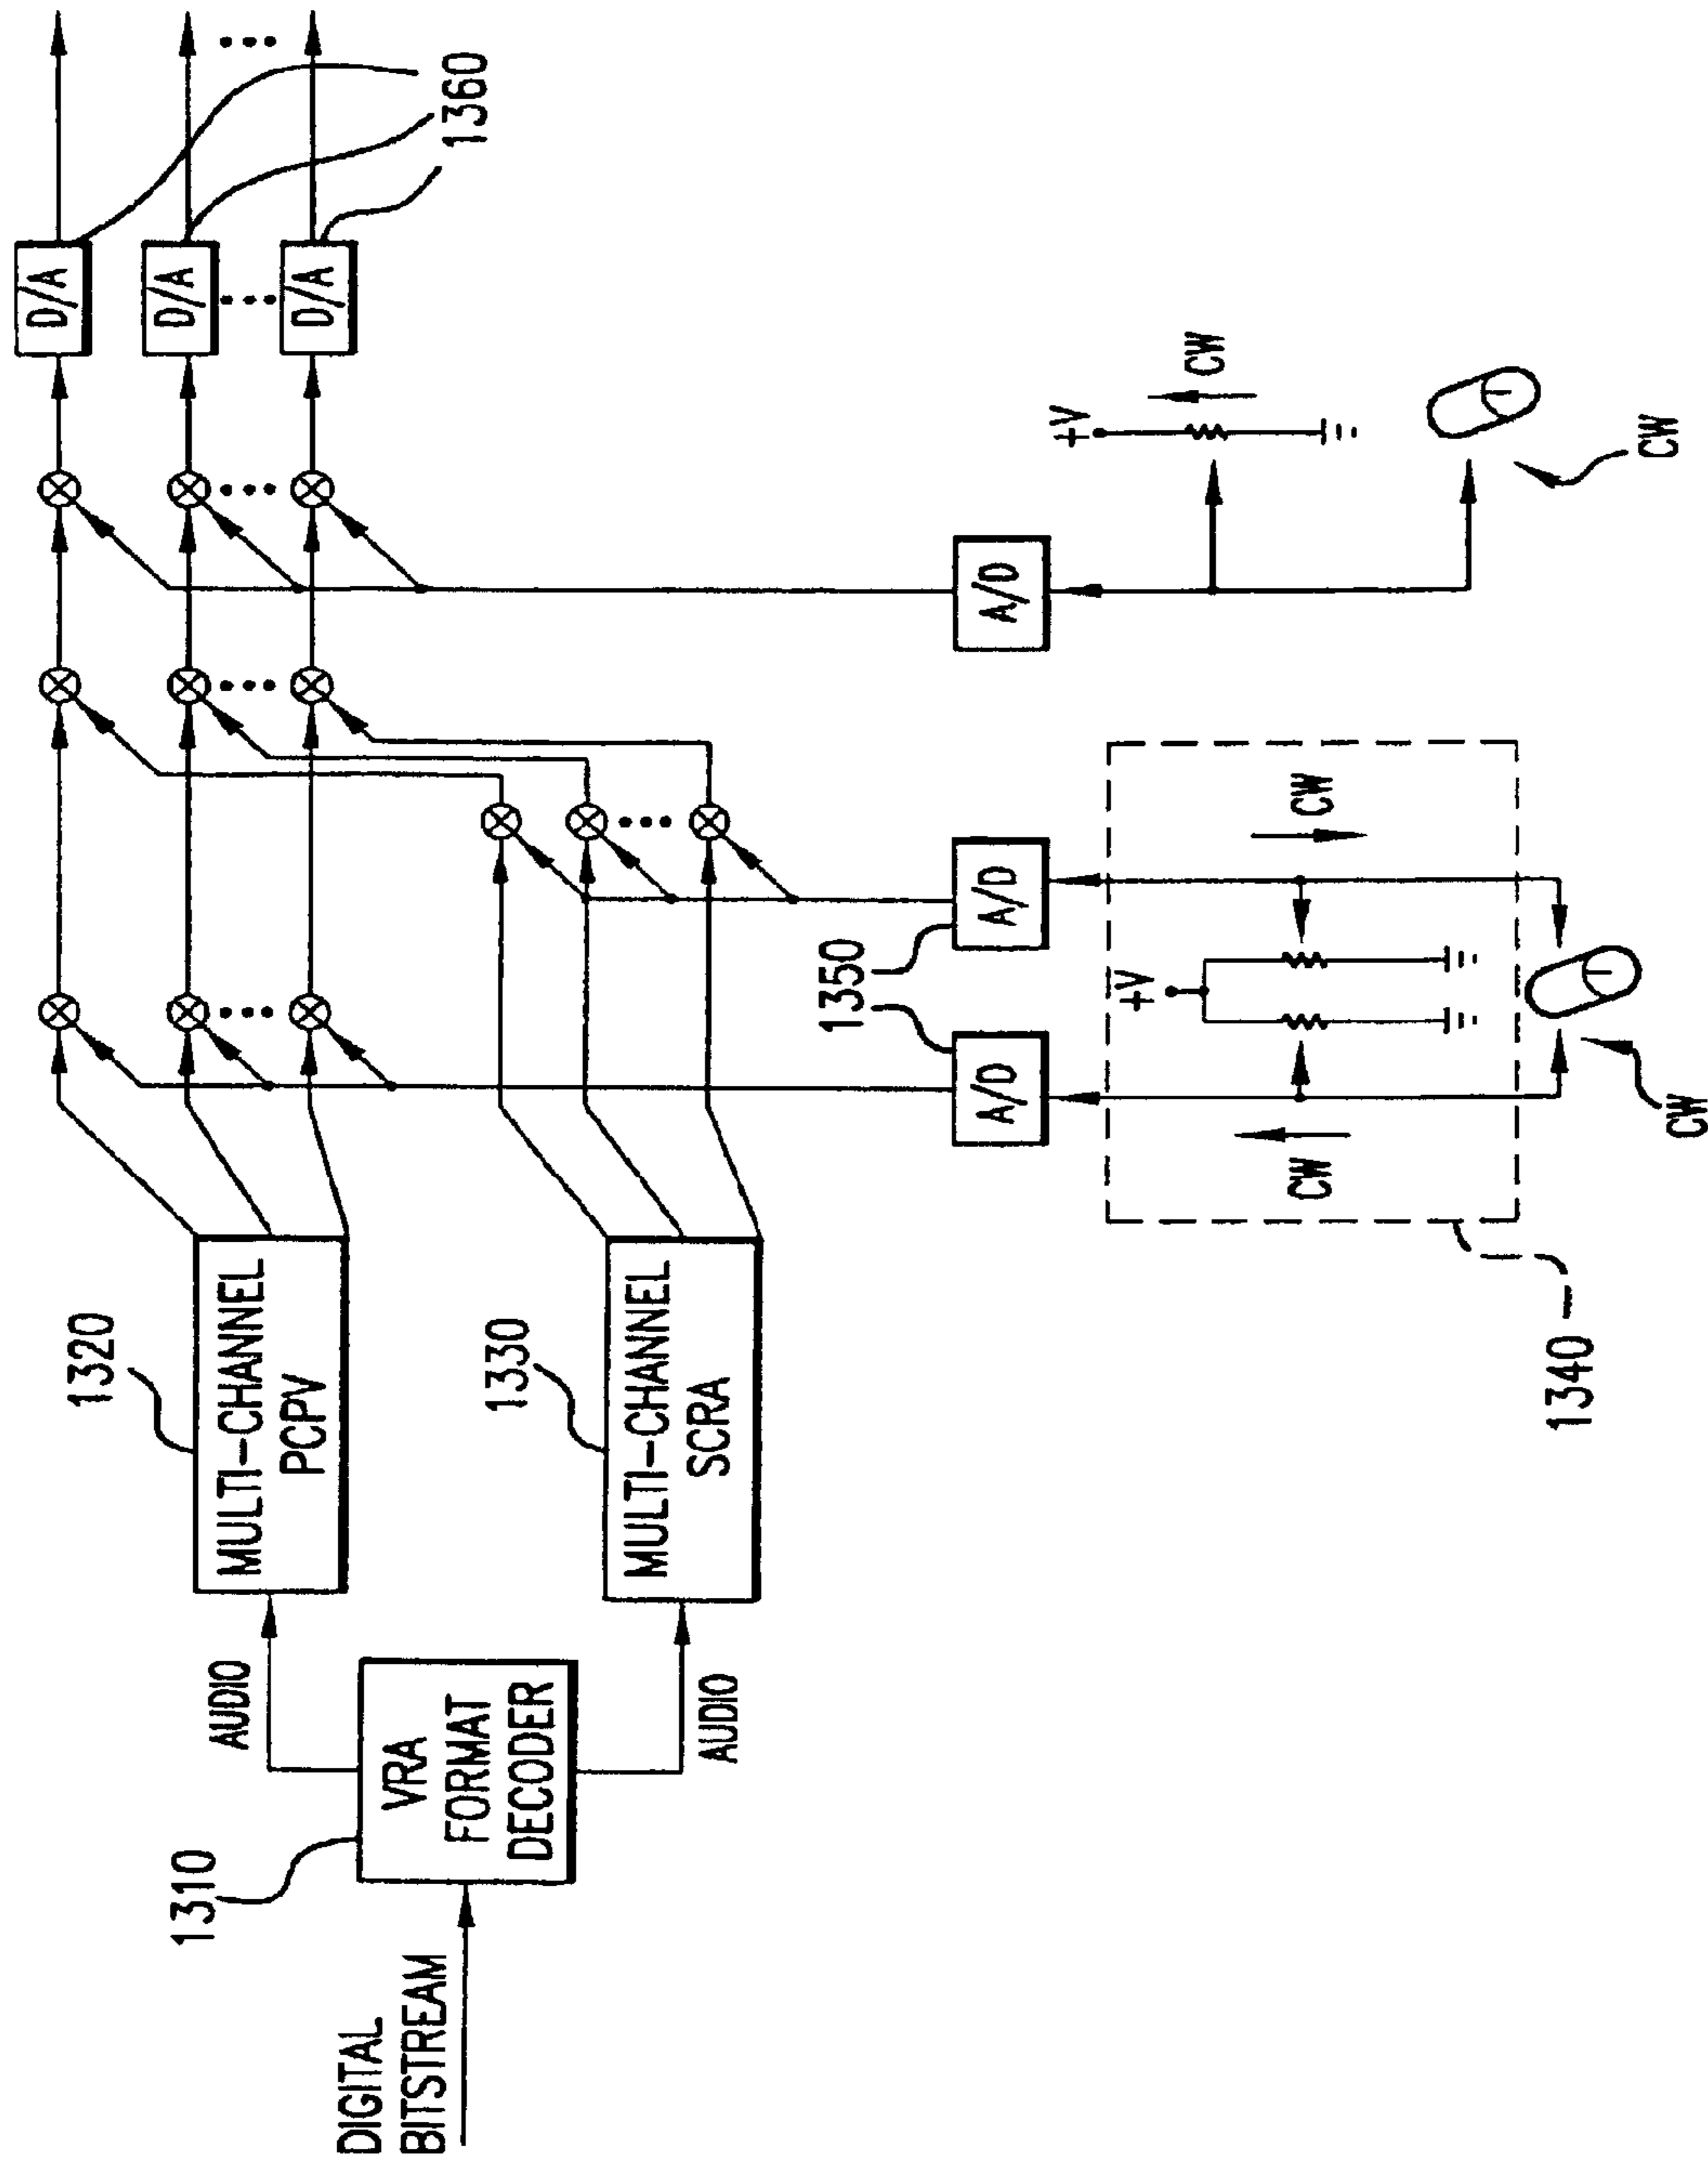 DIGITAL
BITSTREAM
1310
VRA
FORMAT
DECODER
AUDIO
AUDIO
1320
MULTI-CHANNEL
PCPV
1330
MULTI-CHANNEL
SCRA
1340
CW
+V
CW
CW
1350
A/D
A/D
A/D
+V
CW
CW
D/A
D/A
D/A
1360